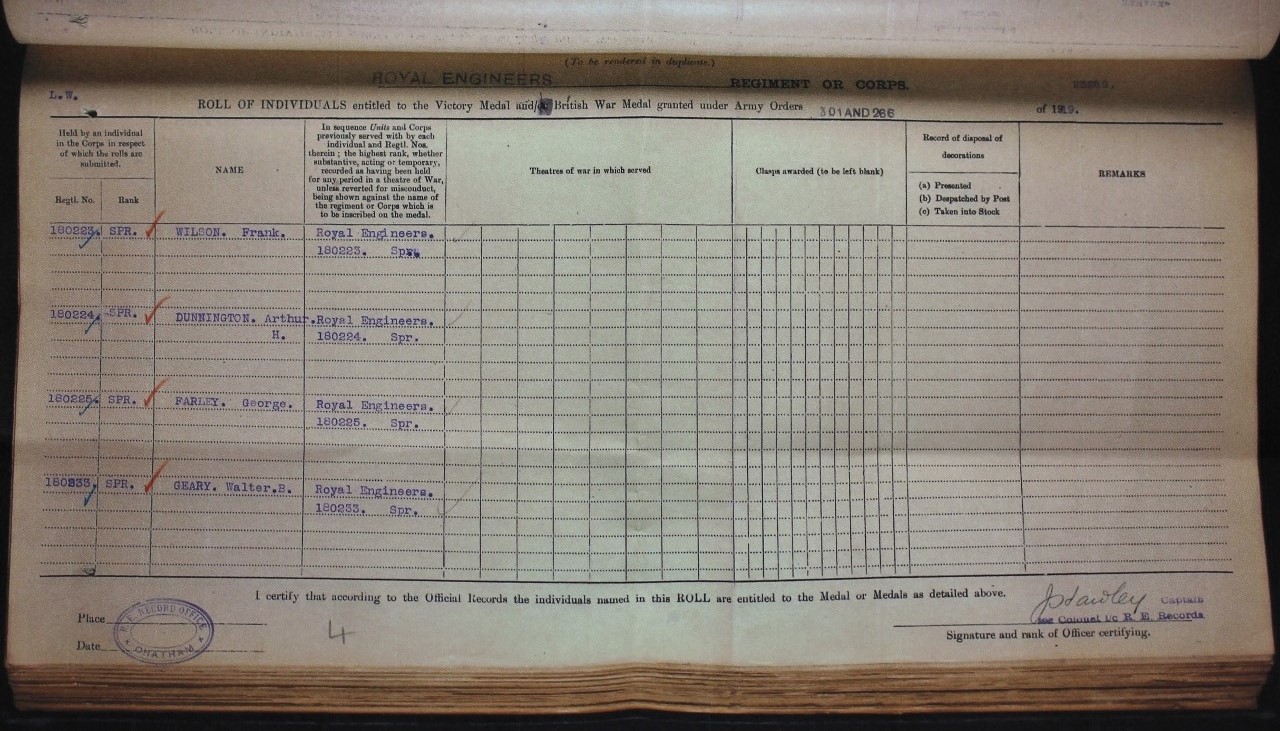 (To be rendered in duplicate.)
ROYAL ENGINEERS REGIMENT OR CORPS.
L.W.
ROLL OF INDIVIDUALS entitled to the Victory Medal and/or British War Medal granted under Army Orders 301 AND 266 of 1919.
Held by an individual
in the Corps in respect
of which the rolls are
submitted.
Regtl. No. Rank
NAME
In sequence Units and Corps
previously served with by each
individual and Regtl. Nos.
therein ; the highest rank, whether
substantive, acting or temporary,
recorded as having been held
for any period in a theatre of War,
unless reverted for misconduct,
being shown against the name of
the regiment or Corps which is
to be inscribed on the medal.
Theatres of war in which served
Clasps awarded (to be left blank)
Record of disposal of
decorations
(a) Presented
(b) Despatched by Post
(c) Taken into Stock
REMARKS
180223. SPR. WILSON. Frank. Royal Engineers.
180223. Spr.
180224. SPR. DUNNINGTON. Arthur. Royal Engineers.
H. 180224. Spr.
180225. SPR. FARLEY. George. Royal Engineers.
180225. Spr.
180233. SPR. GEARY. Walter.B. Royal Engineers.
180233. Spr.
I certify that according to the Official Records the individuals named in this ROLL are entitled to the Medal or Medals as detailed above.
Place
Date
R.E. RECORD OFFICE
CHATHAM
4
Captain
for Colonel i/c R. E. Records
Signature and rank of Officer certifying.